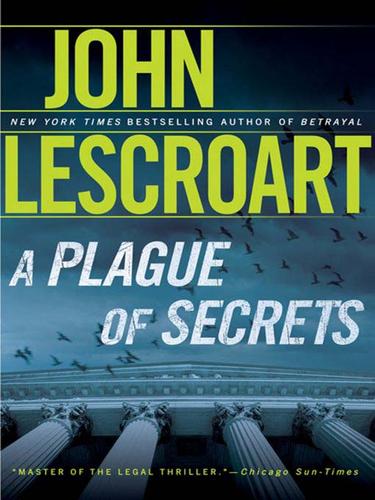 JOHN
NEW YORK TIMES BESTSELLING AUTHOR OF BETRAYAL
LESCROART
A PLAGUE
OF SECRETS
"MASTER OF THE LEGAL THRILLER."—Chicago Sun-Times